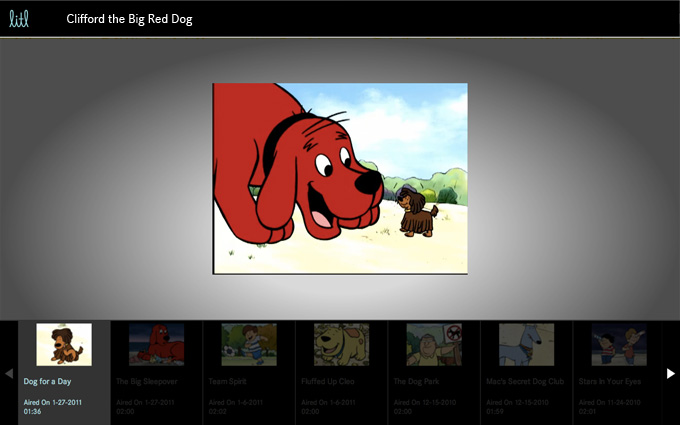 litl
Clifford the Big Red Dog
Dog for a Day
Aired On 1-27-2011
01:36
The Big Sleepover
Aired On 1-27-2011
02:00
Team Spirit
Aired On 1-6-2011
02:02
Fluffed Up Cleo
Aired On 1-6-2011
02:00
The Dog Park
Aired On 12-15-2010
02:00
Mac's Secret Dog Club
Aired On 12-15-2010
01:59
Stars in Your Eyes
Aired On 11-24-2010
02:01